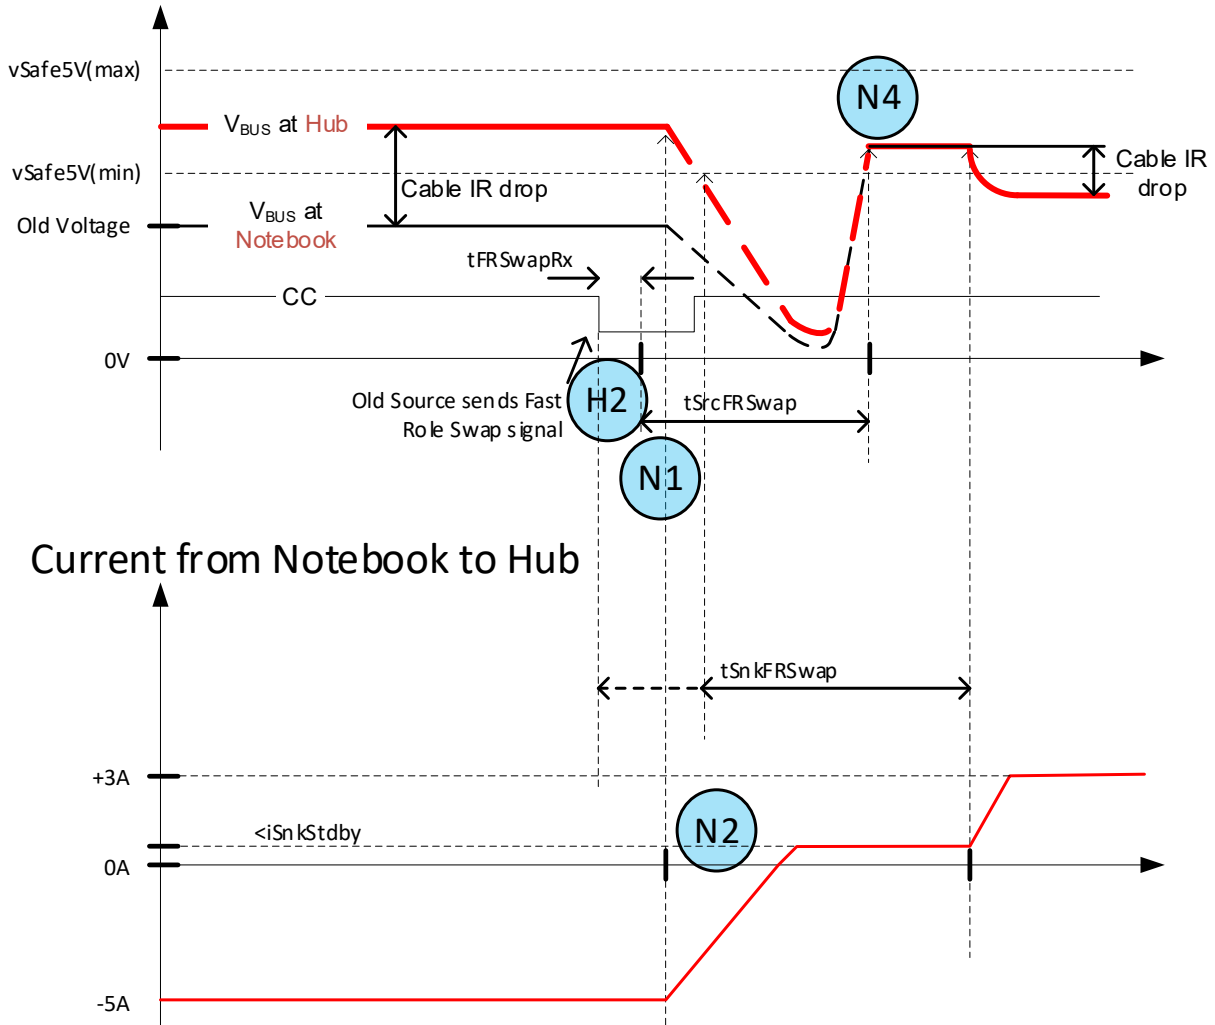 vSafe5V(max)
N4
VBUS at Hub
Cable IR
drop
vSafe5V(min)
Cable IR drop
Old Voltage
VBUS at
Notebook
tFRSwapRx
CC
0V
Old Source sends Fast
Role Swap signal
H2
tSrcFRSwap
N1
Current from Notebook to Hub
tSnkFRSwap
+3A
<iSnkStdby
N2
0A
-5A